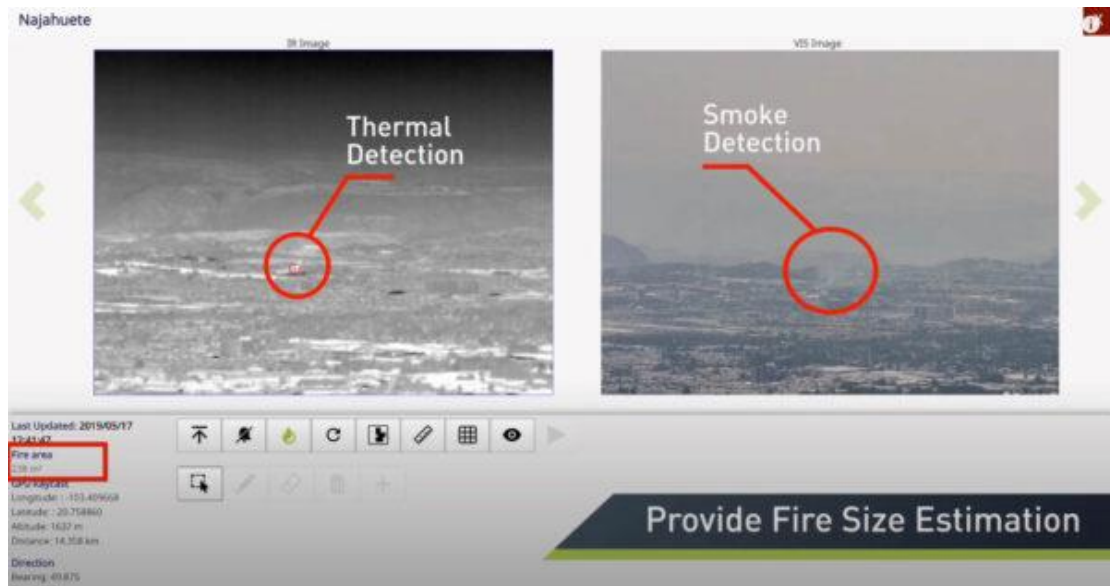 Najahuete
IR Image
VIS Image
Thermal
Detection
Smoke
Detection
Last Updated: 2019/05/17
12:41:47
Fire area
m²
GPU Raycast
Longitude : -103.409668
Latitude : 20.758860
Altitude: 1637 m
Distance: 14.358 km
Direction
Bearing: 49.875
Provide Fire Size Estimation